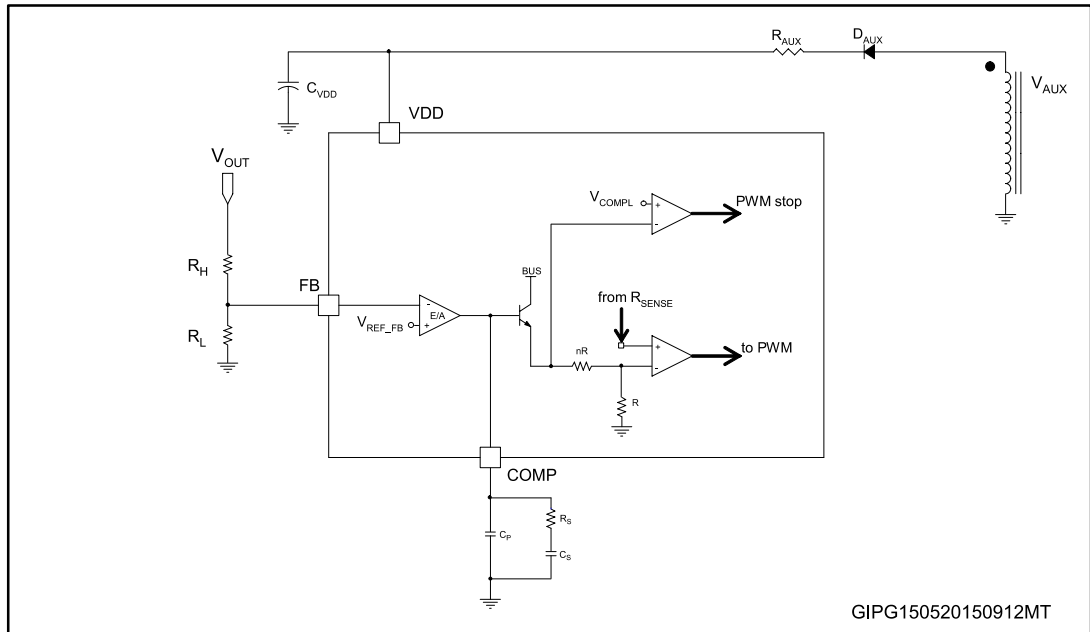 R_AUX
D_AUX
V_AUX
C_VDD
VDD
V_OUT
V_COMPL
+
-
PWM stop
BUS
R_H
FB
from R_SENSE
-
E/A
+
V_REF_FB
+
-
to PWM
nR
R_L
R
COMP
R_S
C_P
C_S
GIPG150520150912MT